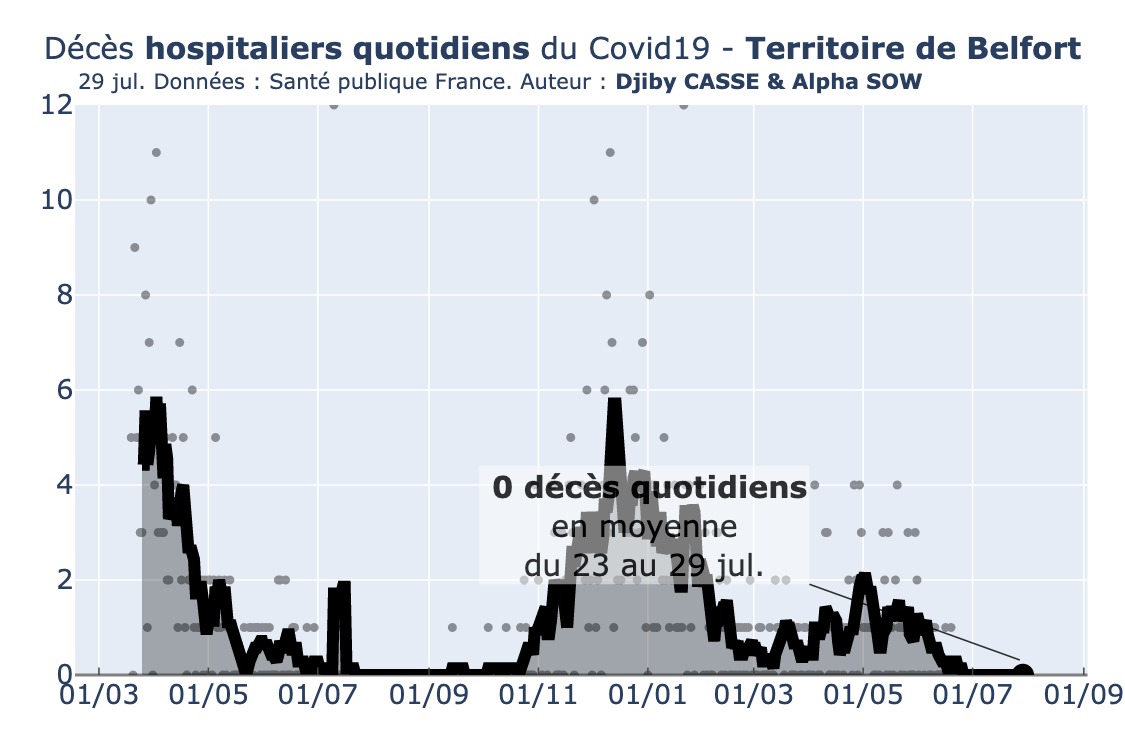 Décès hospitaliers quotidiens du Covid19 - Territoire de Belfort
29 jul. Données : Santé publique France. Auteur : Djiby CASSE & Alpha SOW
12
10
8
6
4
2
0
0 décès quotidiens
en moyenne
du 23 au 29 jul.
01/03 01/05 01/07 01/09 01/11 01/01 01/03 01/05 01/07 01/09